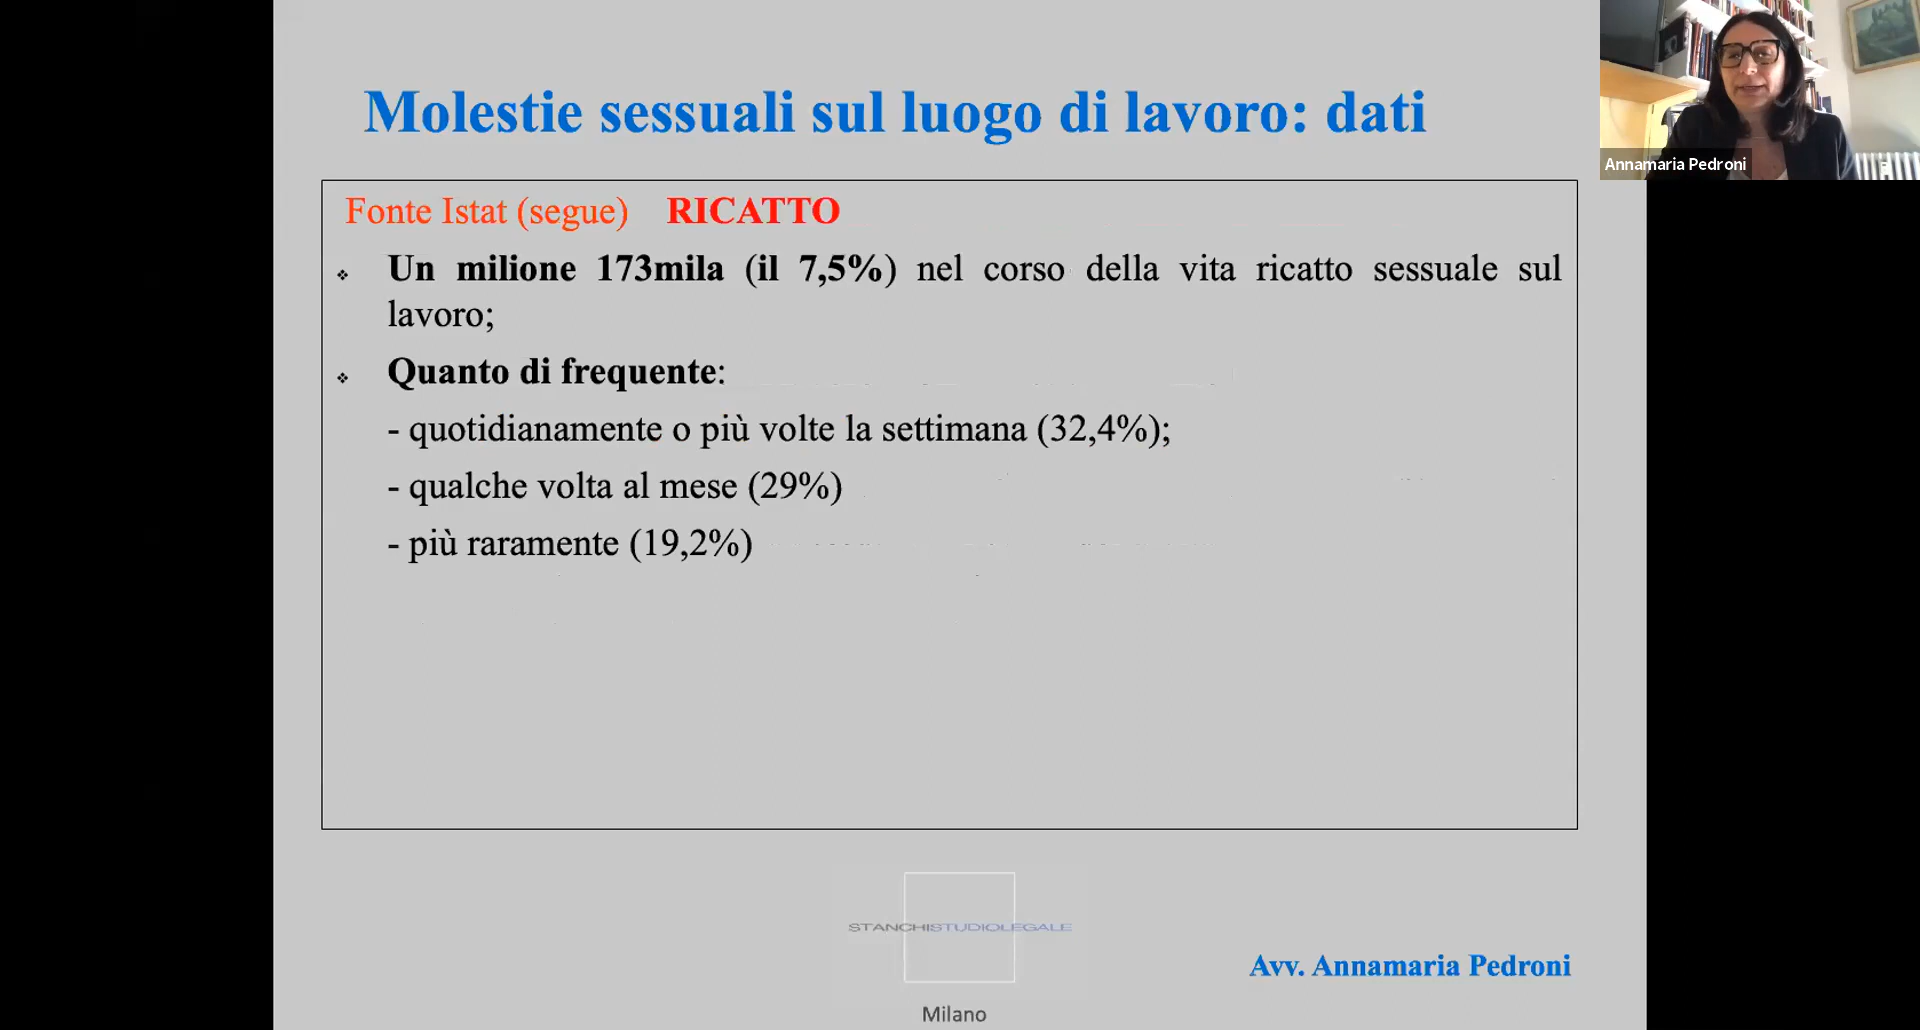 Molestie sessuali sul luogo di lavoro: dati
Annamaria Pedroni
Fonte Istat (segue) RICATTO
❖ Un milione 173mila (il 7,5%) nel corso della vita ricatto sessuale sul
lavoro;
❖ Quanto di frequente:
- quotidianamente o più volte la settimana (32,4%);
- qualche volta al mese (29%)
- più raramente (19,2%)
STANCHISTUDIOLEGALE
Avv. Annamaria Pedroni
Milano